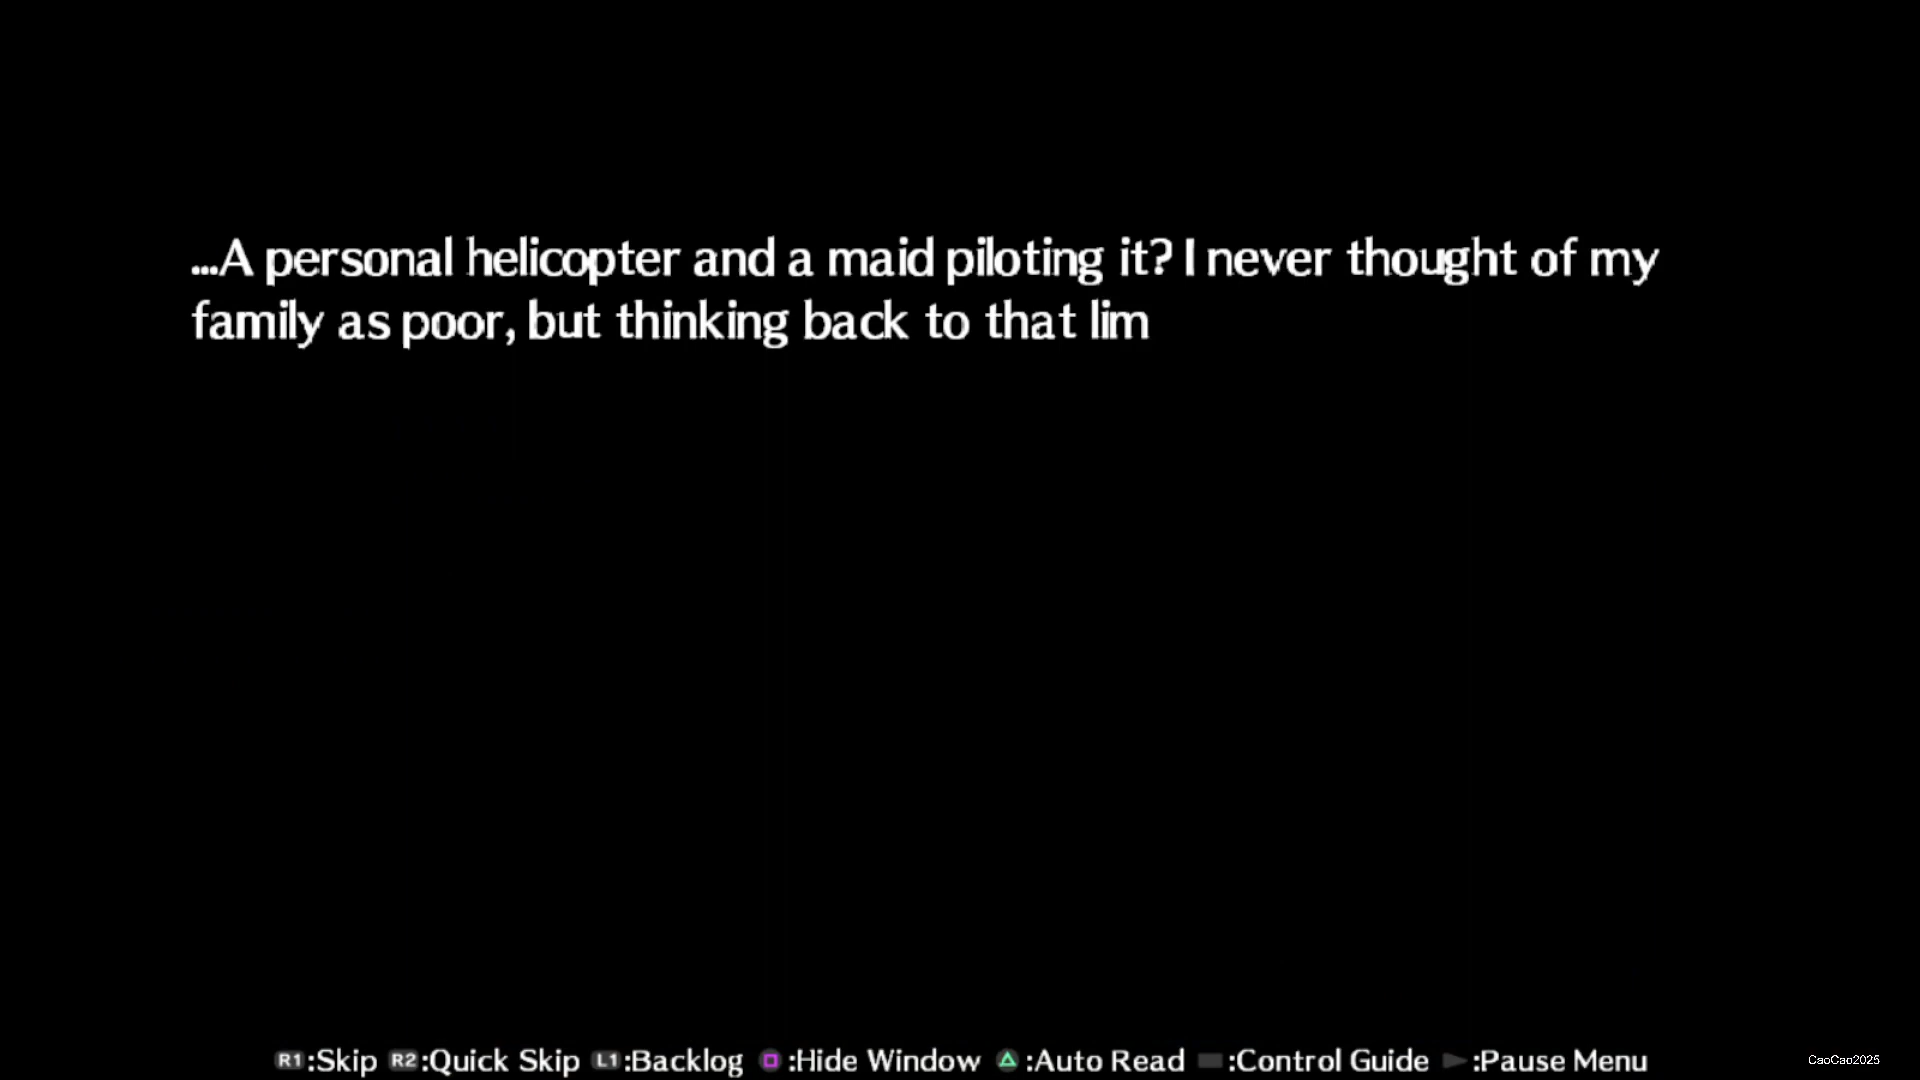 ...A personal helicopter and a maid piloting it? I never thought of my
family as poor, but thinking back to that lim
R1:Skip R2:Quick Skip L1:Backlog :Hide Window :Auto Read :Control Guide :Pause Menu
CaoCao2025